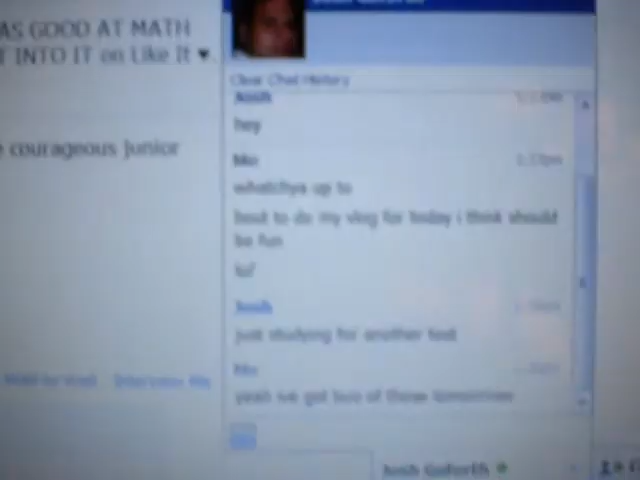 AS GOOD AT MATH
T INTO IT on Like It ♥.
Clear Chat History
Josh
hey
e courageous Junior
Me
whatchya up to
bout to do my vlog for today i think should
be fun
lol
Josh
just studying for another test
Me
yeah we got two of those tomorrow
Josh GoForth